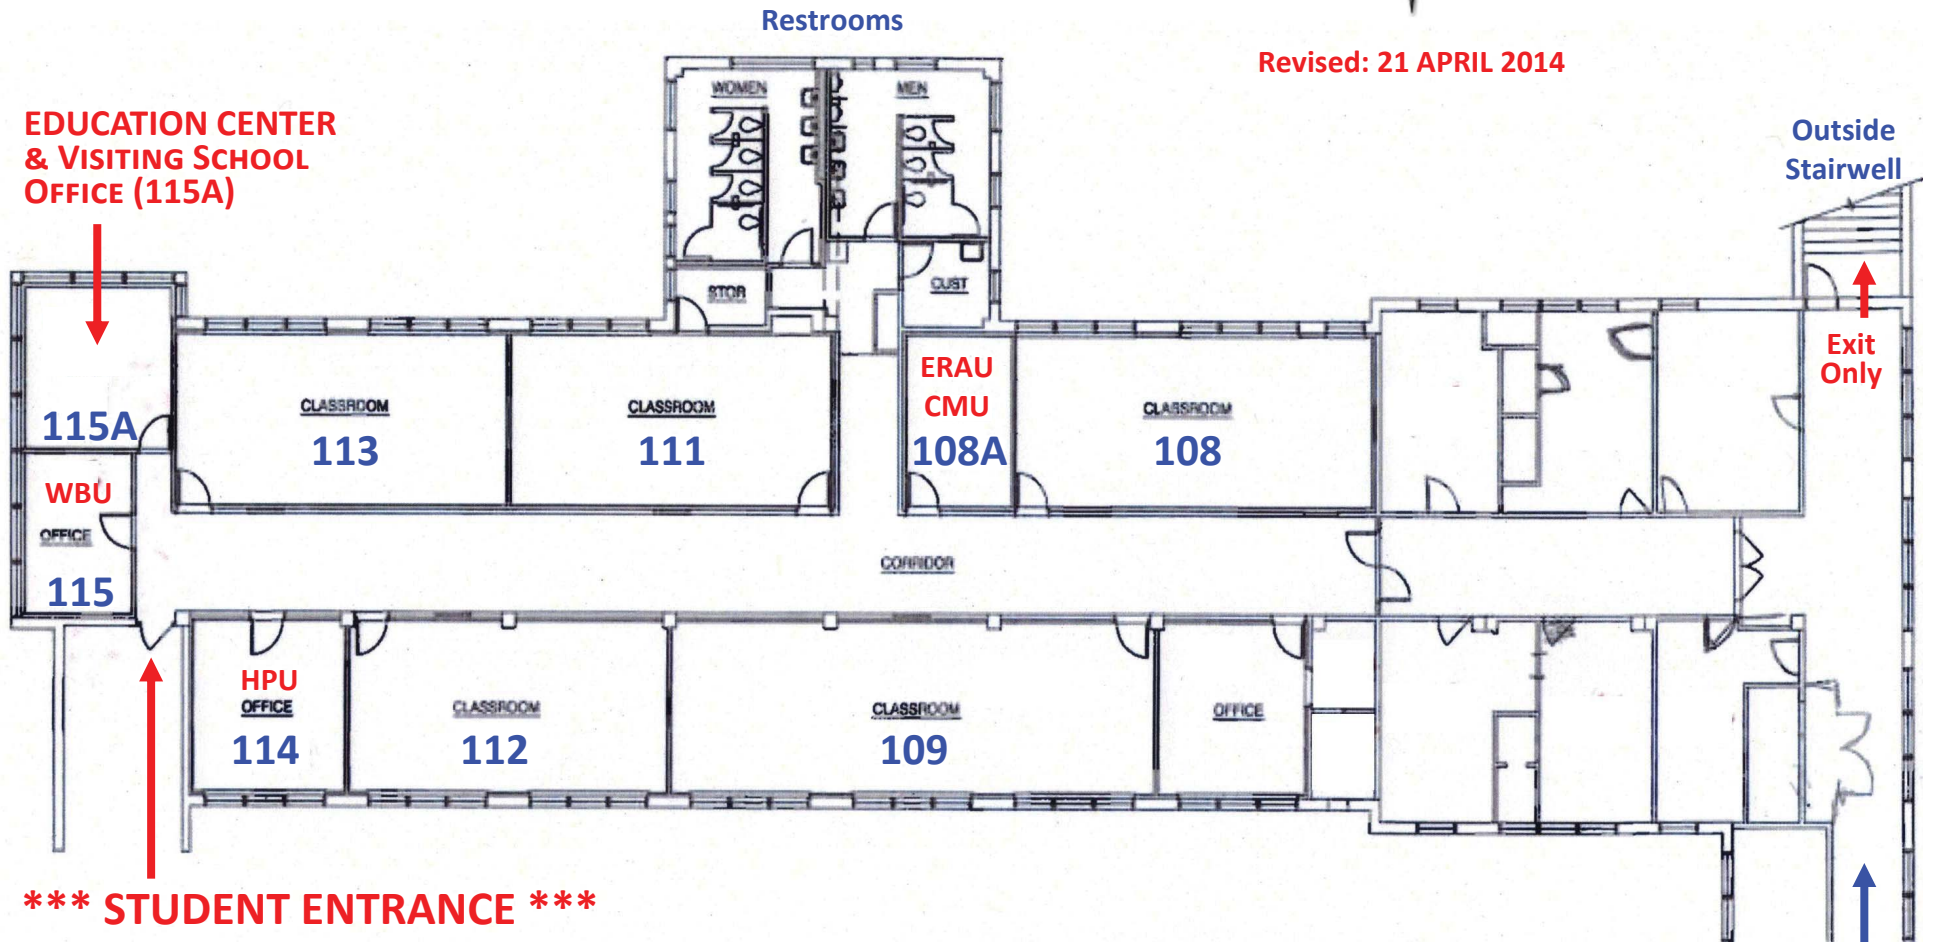 Restrooms
Revised: 21 APRIL 2014
WOMEN
MEN
EDUCATION CENTER
& VISITING SCHOOL
OFFICE (115A)
Outside
Stairwell
STOR
CUST
Exit
Only
115A
CLASSROOM
113
CLASSROOM
111
ERAU
CMU
108A
CLASSROOM
108
WBU
OFFICE
115
CORRIDOR
HPU
OFFICE
114
CLASSROOM
112
CLASSROOM
109
OFFICE
*** STUDENT ENTRANCE ***